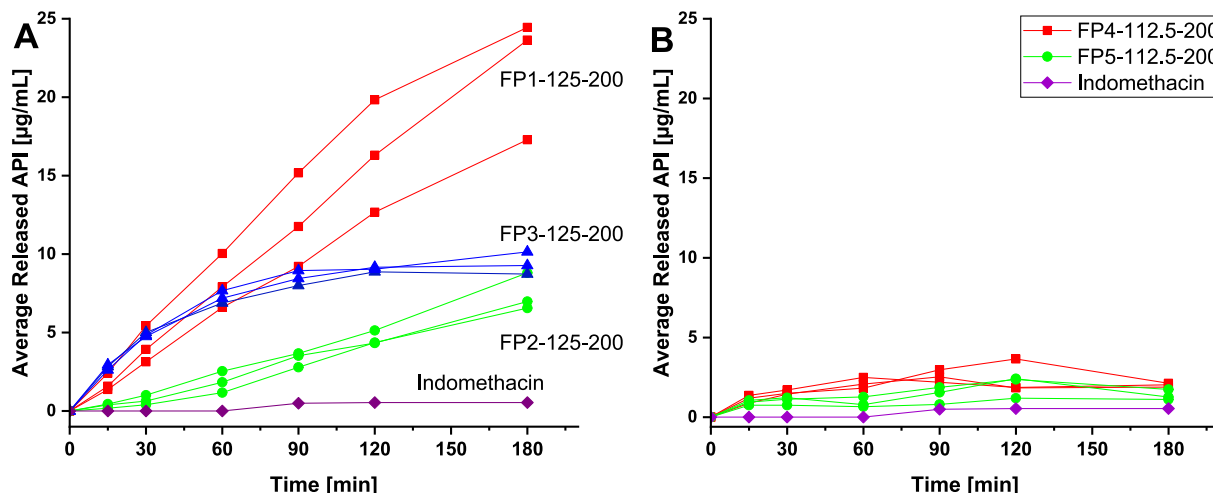 A
Average Released API [µg/mL]
25
20
15
10
5
0
FP1-125-200
FP3-125-200
FP2-125-200
Indomethacin
0 30 60 90 120 180
Time [min]
B
Average Released API [µg/mL]
25
20
15
10
5
0
FP4-112.5-200
FP5-112.5-200
Indomethacin
0 30 60 90 120 180
Time [min]